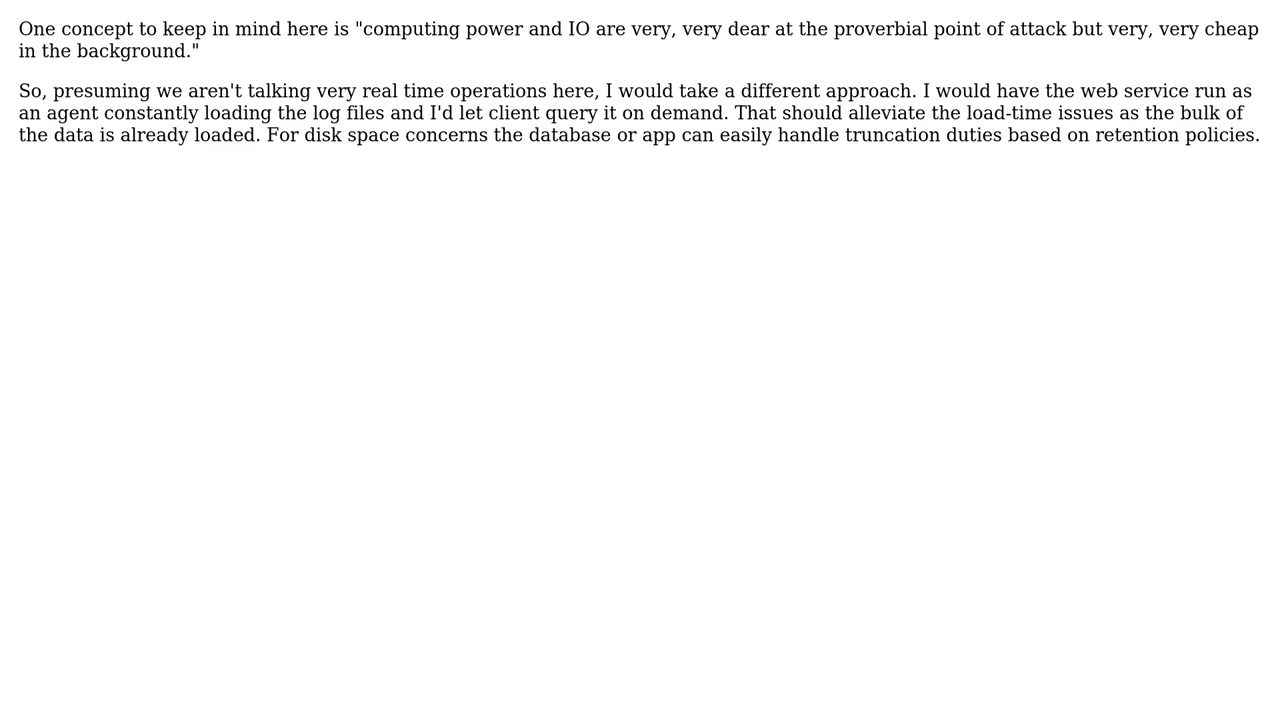 One concept to keep in mind here is "computing power and IO are very, very dear at the proverbial point of attack but very, very cheap
in the background."
So, presuming we aren't talking very real time operations here, I would take a different approach. I would have the web service run as
an agent constantly loading the log files and I'd let client query it on demand. That should alleviate the load-time issues as the bulk of
the data is already loaded. For disk space concerns the database or app can easily handle truncation duties based on retention policies.